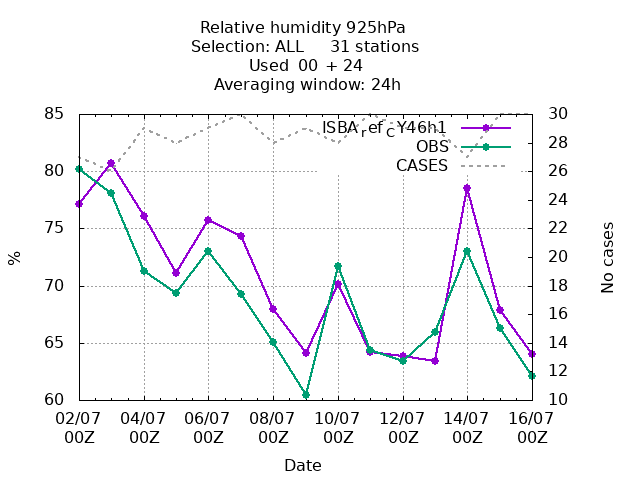 Relative humidity 925hPa
Selection: ALL 31 stations
Used 00 + 24
Averaging window: 24h
85
80
75
70
65
60
%
30
28
26
24
22
20
18
16
14
12
10
No cases
ISBA_ref_CY46h1
OBS
CASES
02/07 04/07 06/07 08/07 10/07 12/07 14/07 16/07
00Z 00Z 00Z 00Z 00Z 00Z 00Z 00Z
Date